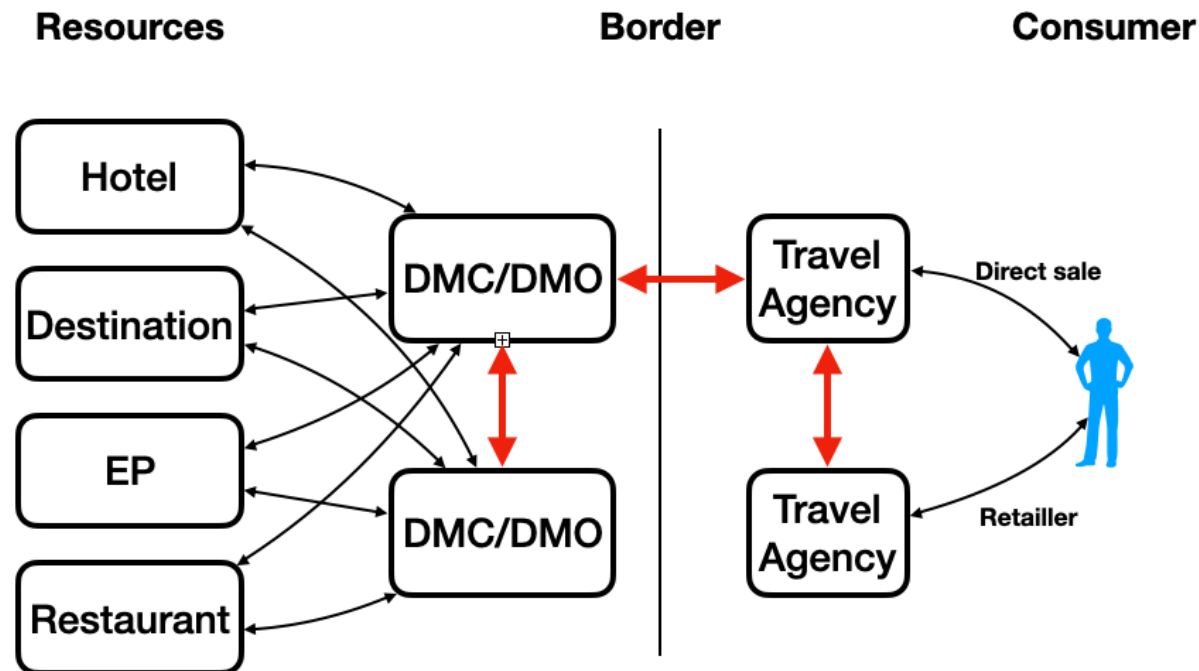 Resources
Border
Consumer
Hotel
Destination
EP
Restaurant
DMC/DMO
DMC/DMO
Travel
Agency
Travel
Agency
Direct sale
Retailler